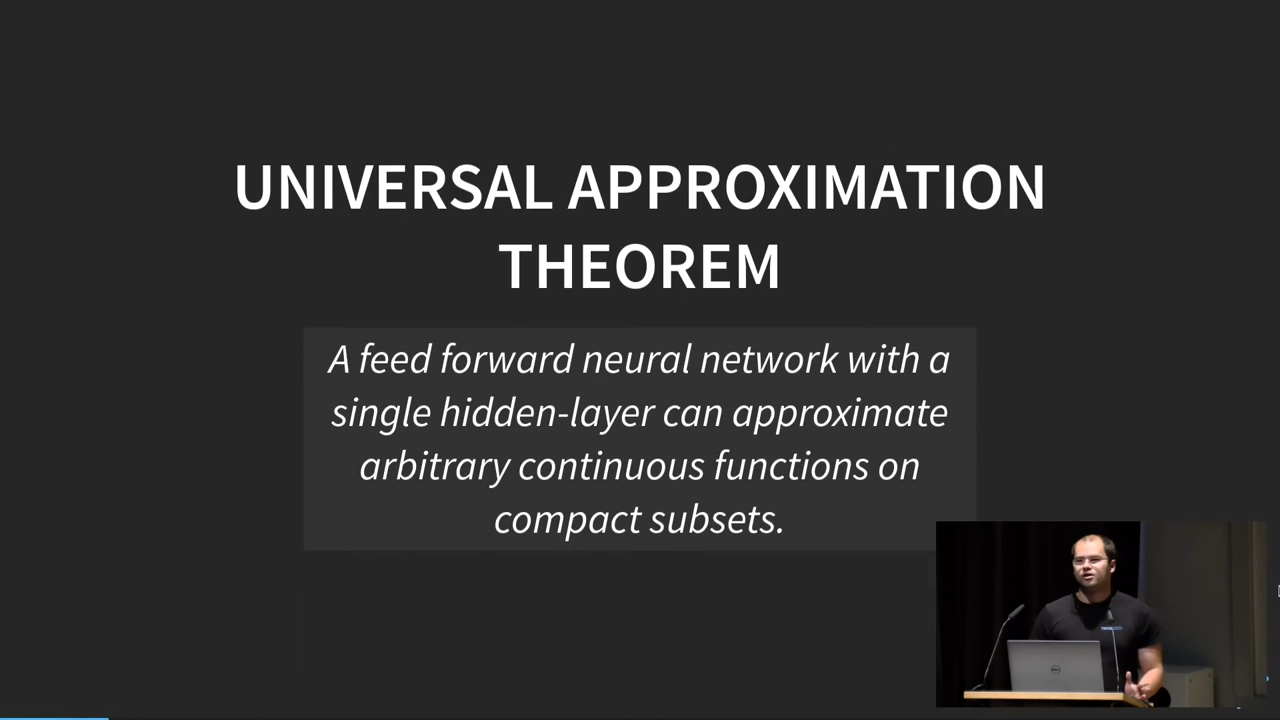 UNIVERSAL APPROXIMATION
THEOREM
A feed forward neural network with a
single hidden-layer can approximate
arbitrary continuous functions on
compact subsets.